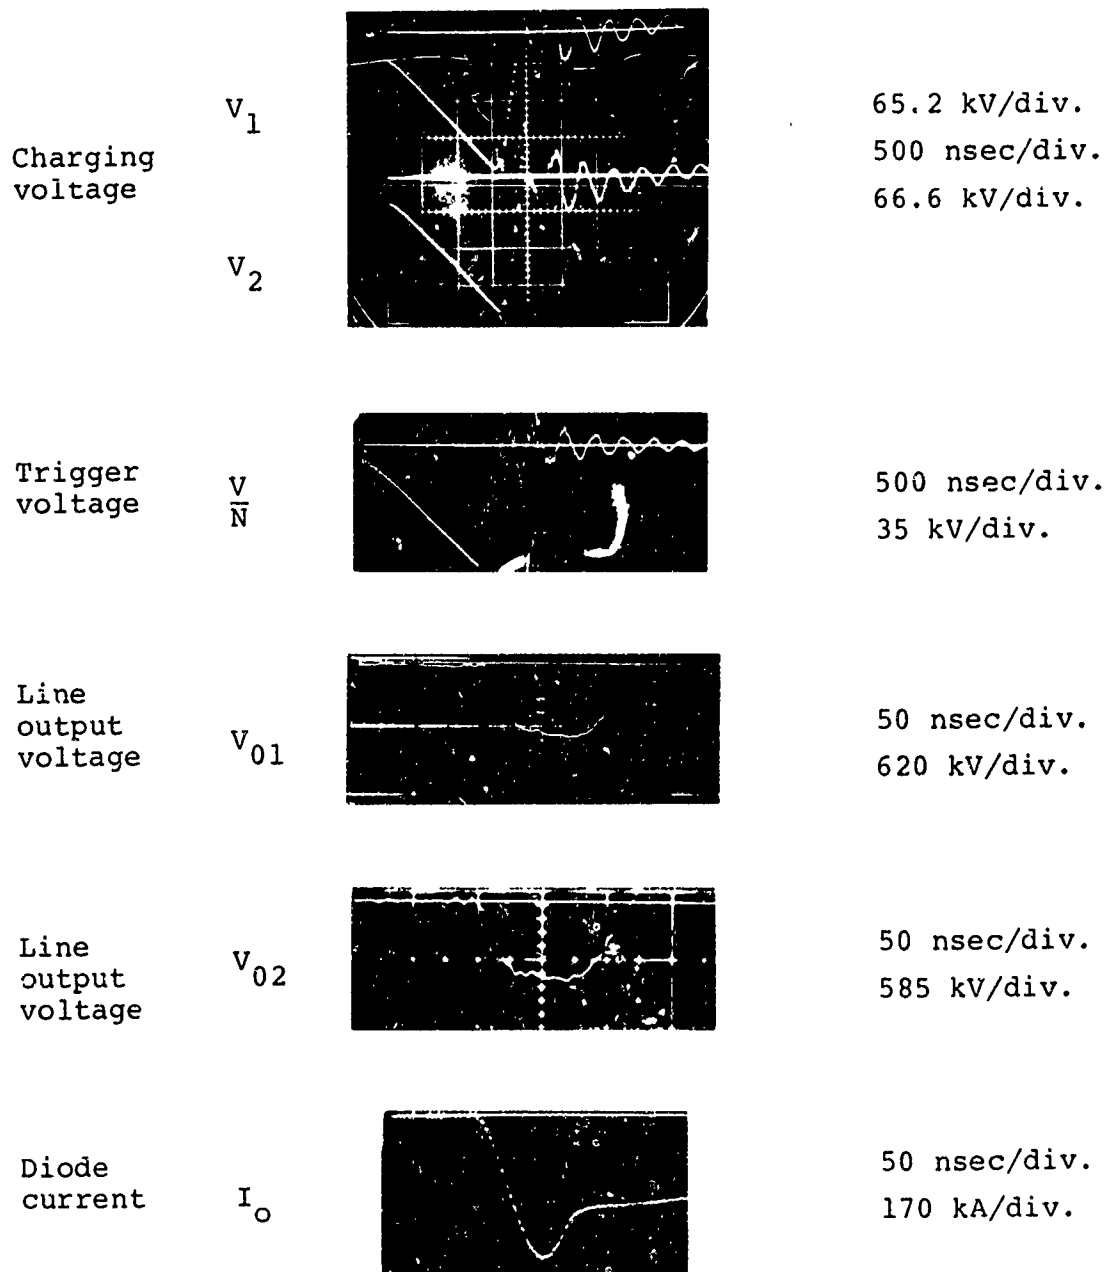 V1
65.2 kV/div.
Charging
voltage
500 nsec/div.
66.6 kV/div.
V2
Trigger
voltage
V
N
500 nsec/div.
35 kV/div.
Line
output
voltage
V01
50 nsec/div.
620 kV/div.
Line
output
voltage
V02
50 nsec/div.
585 kV/div.
Diode
current
Io
50 nsec/div.
170 kA/div.